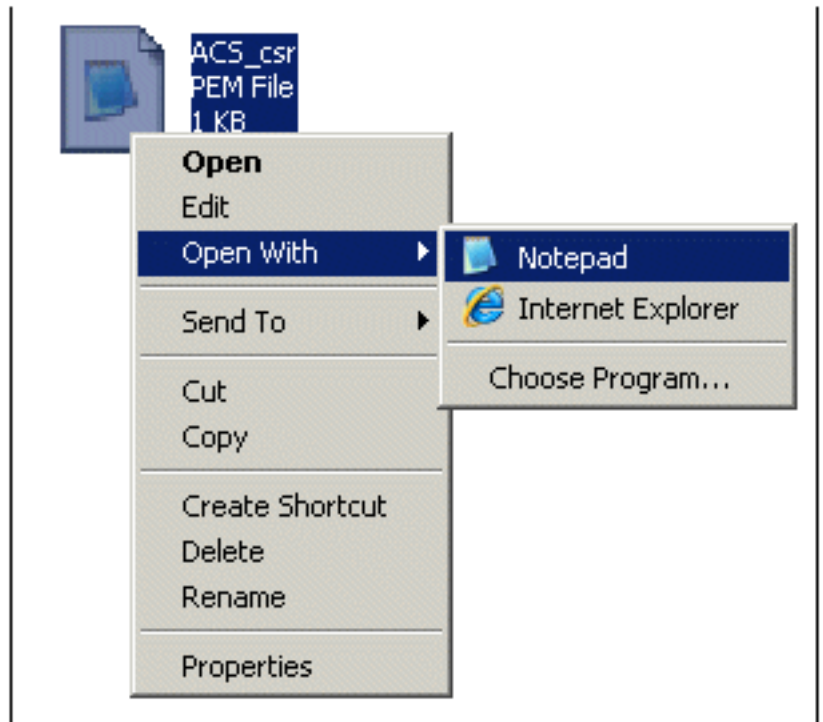 ACS_csr
PEM File
1 KB
Open
Edit
Open With
Notepad
Internet Explorer
Choose Program...
Send To
Cut
Copy
Create Shortcut
Delete
Rename
Properties